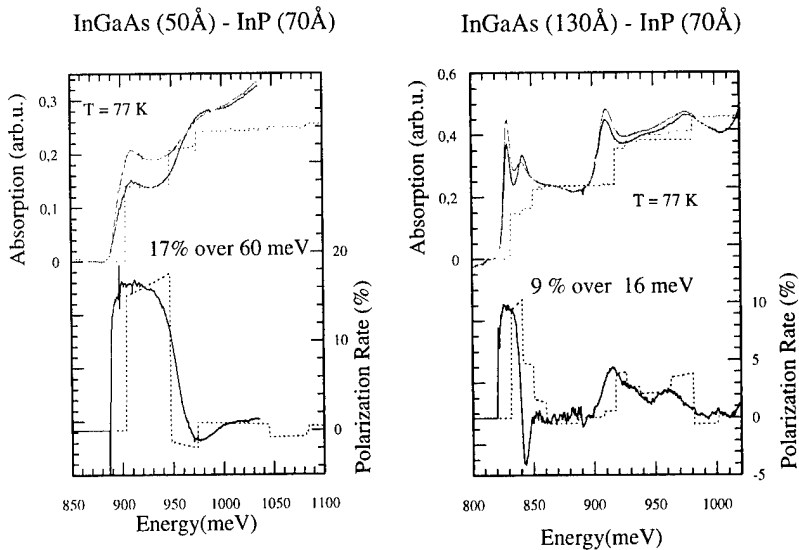 InGaAs (50Å) - InP (70Å)
Absorption (arb.u.)
0,3
0,2
0,1
0
T = 77 K
17% over 60 meV
20
10
0
Polarization Rate (%)
850 900 950 1000 1050 1100
Energy(meV)
InGaAs (130Å) - InP (70Å)
Absorption (arb.u.)
0,6
0,4
0,2
0
T = 77 K
9 % over 16 meV
10
5
0
-5
Polarization Rate (%)
800 850 900 950 1000
Energy (meV)